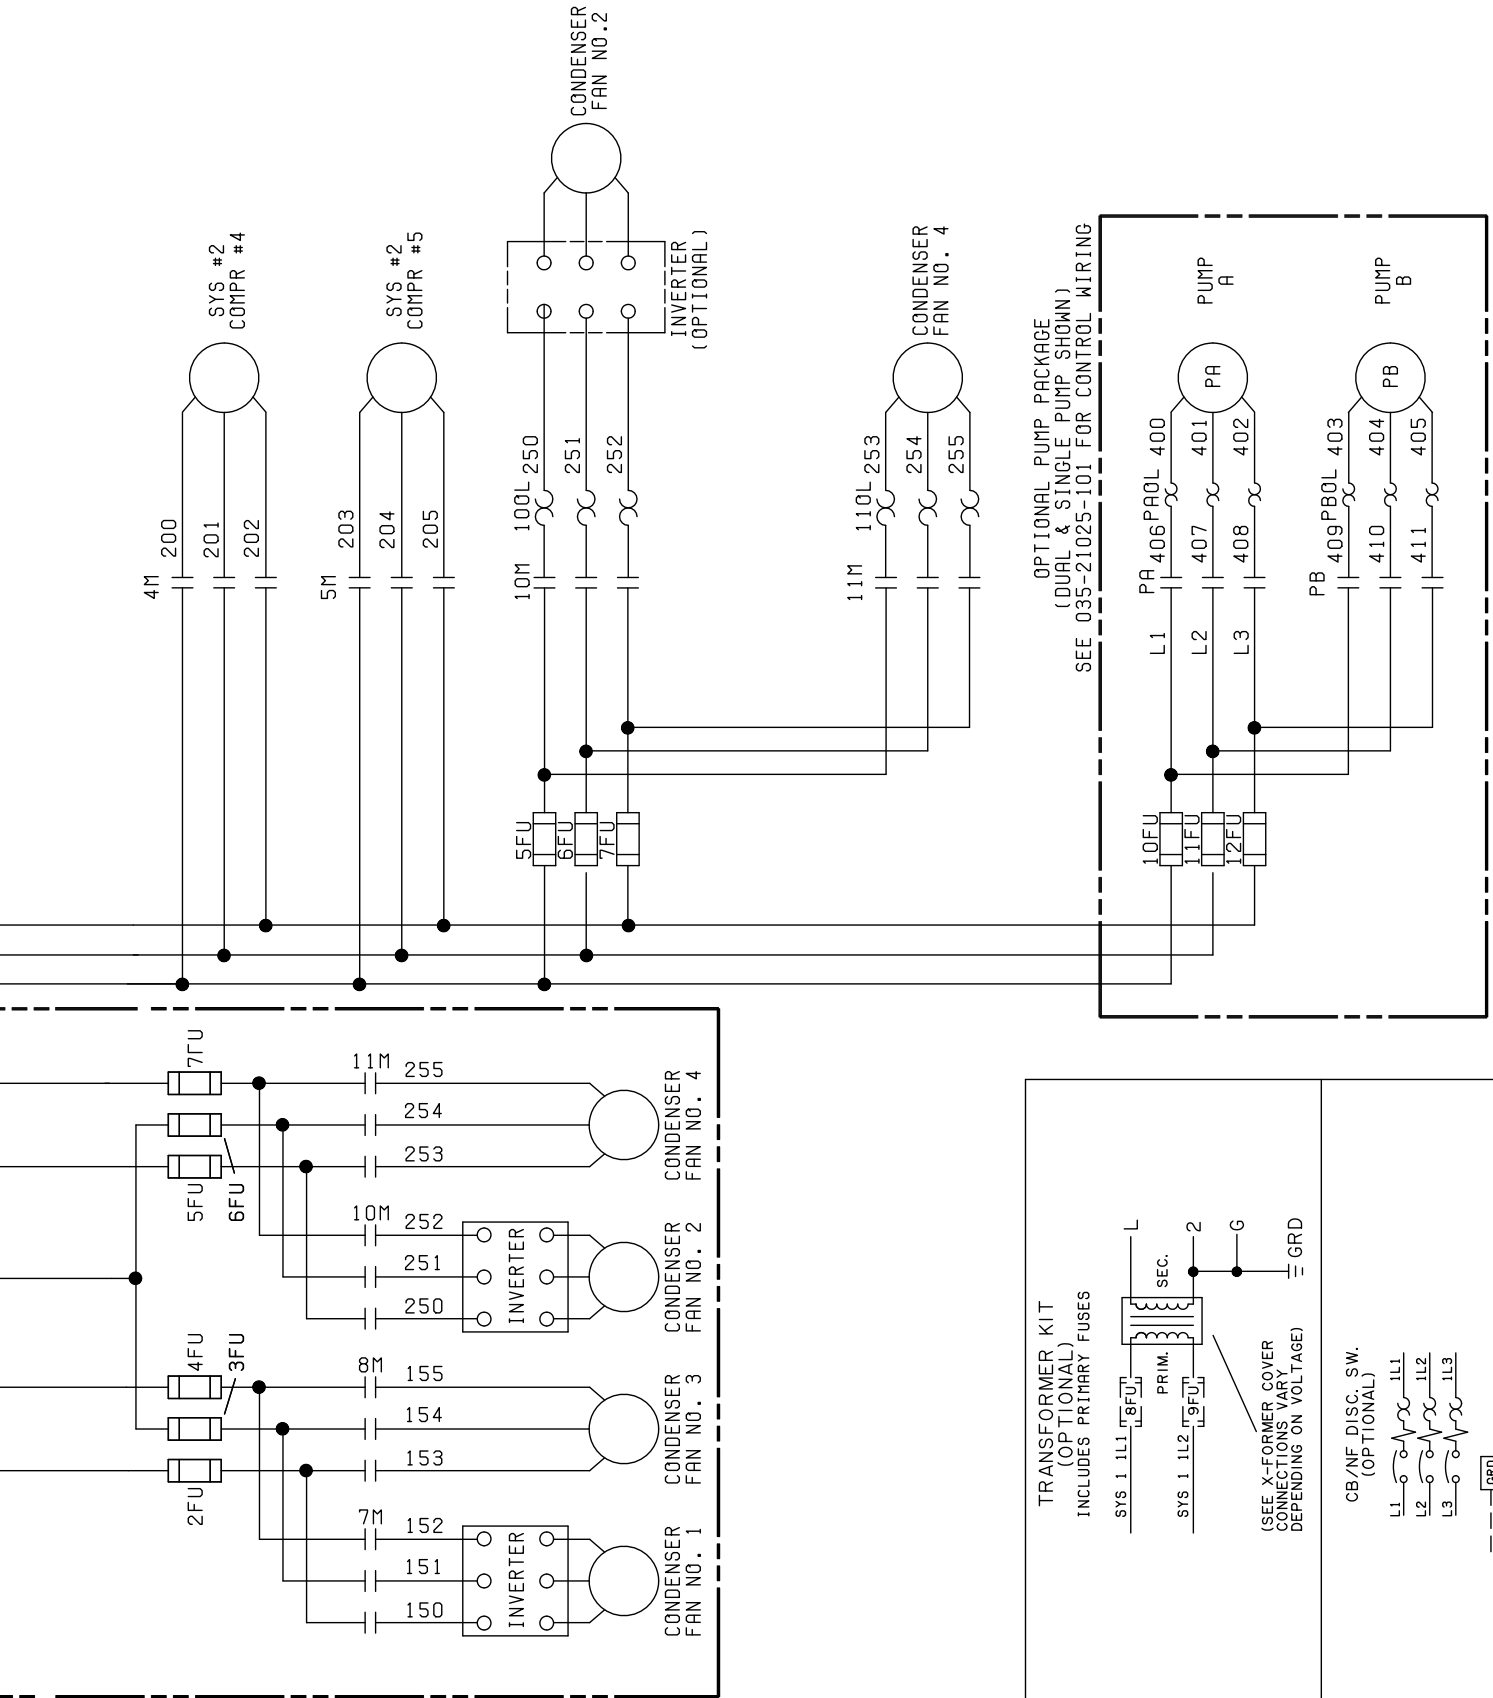 CONDENSER
FAN NO.2
SYS #2
COMPR #4
SYS #2
COMPR #5
INVERTER
(OPTIONAL)
CONDENSER
FAN NO. 4
4M
200
201
202
5M
203
204
205
10M
10OL
250
251
252
11M
11OL
253
254
255
5FU
6FU
7FU
OPTIONAL PUMP PACKAGE
(DUAL & SINGLE PUMP SHOWN)
SEE 035-21025-101 FOR CONTROL WIRING
PUMP
A
PUMP
B
PA
PB
PA
406
PAOL
400
407
401
408
402
L1
L2
L3
PB
409
PBOL
403
410
404
411
405
10FU
11FU
12FU
7FU
6FU
5FU
11M
255
254
253
CONDENSER
FAN NO. 4
10M
252
251
250
INVERTER
CONDENSER
FAN NO. 2
4FU
3FU
2FU
8M
155
154
153
CONDENSER
FAN NO. 3
7M
152
151
150
INVERTER
CONDENSER
FAN NO. 1
TRANSFORMER KIT
(OPTIONAL)
INCLUDES PRIMARY FUSES
SYS 1 1L1
8FU
L
SYS 1 1L2
9FU
2
PRIM.
SEC.
G
GRD
(SEE X-FORMER COVER
CONNECTIONS VARY
DEPENDING ON VOLTAGE)
CB/NF DISC. SW.
(OPTIONAL)
L1
1L1
L2
1L2
L3
1L3
GRD